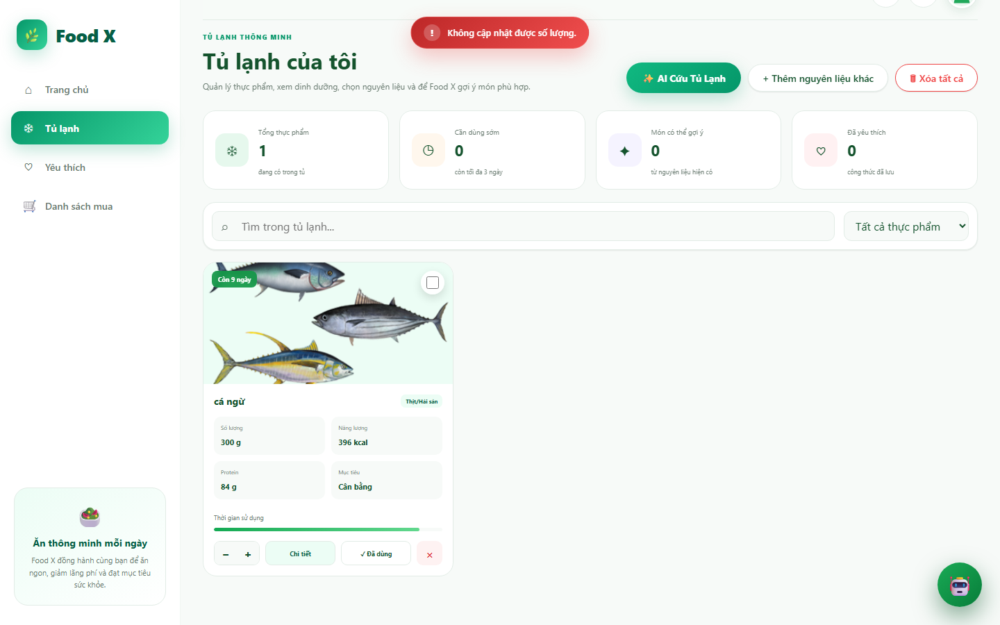 Food X
Trang chủ
Tủ lạnh
Yêu thích
Danh sách mua
Ăn thông minh mỗi ngày
Food X đồng hành cùng bạn để ăn
ngon, giảm lãng phí và đạt mục tiêu
sức khỏe.
! Không cập nhật được số lượng.
TỦ LẠNH THÔNG MINH
Tủ lạnh của tôi
Quản lý thực phẩm, xem dinh dưỡng, chọn nguyên liệu và để Food X gợi ý món phù hợp.
AI Cứu Tủ Lạnh
+ Thêm nguyên liệu khác
Xóa tất cả
Tổng thực phẩm
1
đang có trong tủ
Cần dùng sớm
0
còn tối đa 3 ngày
Món có thể gợi ý
0
từ nguyên liệu hiện có
Đã yêu thích
0
công thức đã lưu
Tìm trong tủ lạnh...
Tất cả thực phẩm
Còn 9 ngày
cá ngừ
Thịt/Hải sản
Số lượng
300 g
Năng lượng
396 kcal
Protein
84 g
Mục tiêu
Cân bằng
Thời gian sử dụng
− +
Chi tiết
✓ Đã dùng
×